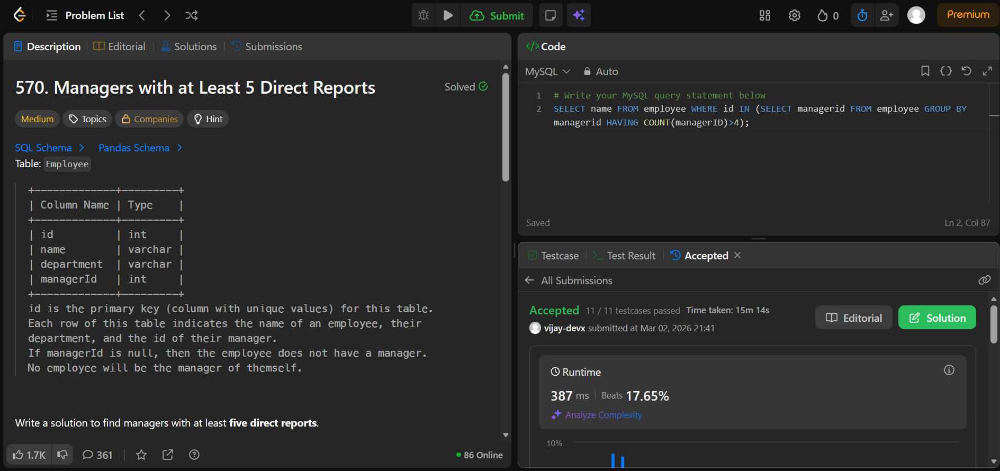 Problem List
Submit
0
Premium
Description
Editorial
Solutions
Submissions
570. Managers with at Least 5 Direct Reports
Solved
Medium
Topics
Companies
Hint
SQL Schema
Pandas Schema
Table: Employee
+-------------+---------+
| Column Name | Type    |
+-------------+---------+
| id          | int     |
| name        | varchar |
| department  | varchar |
| managerId   | int     |
+-------------+---------+
id is the primary key (column with unique values) for this table.
Each row of this table indicates the name of an employee, their
department, and the id of their manager.
If managerId is null, then the employee does not have a manager.
No employee will be the manager of themself.
Write a solution to find managers with at least five direct reports.
1.7K
361
86 Online
</> Code
MySQL
Auto
1 # Write your MySQL query statement below
2 SELECT name FROM employee WHERE id IN (SELECT managerid FROM employee GROUP BY
managerid HAVING COUNT(managerID)>4);
Saved
Ln 2, Col 87
Testcase
Test Result
Accepted
All Submissions
Accepted 11 / 11 testcases passed Time taken: 15m 14s
vijay-devx submitted at Mar 02, 2026 21:41
Editorial
Solution
Runtime
387 ms Beats 17.65%
Analyze Complexity
10%